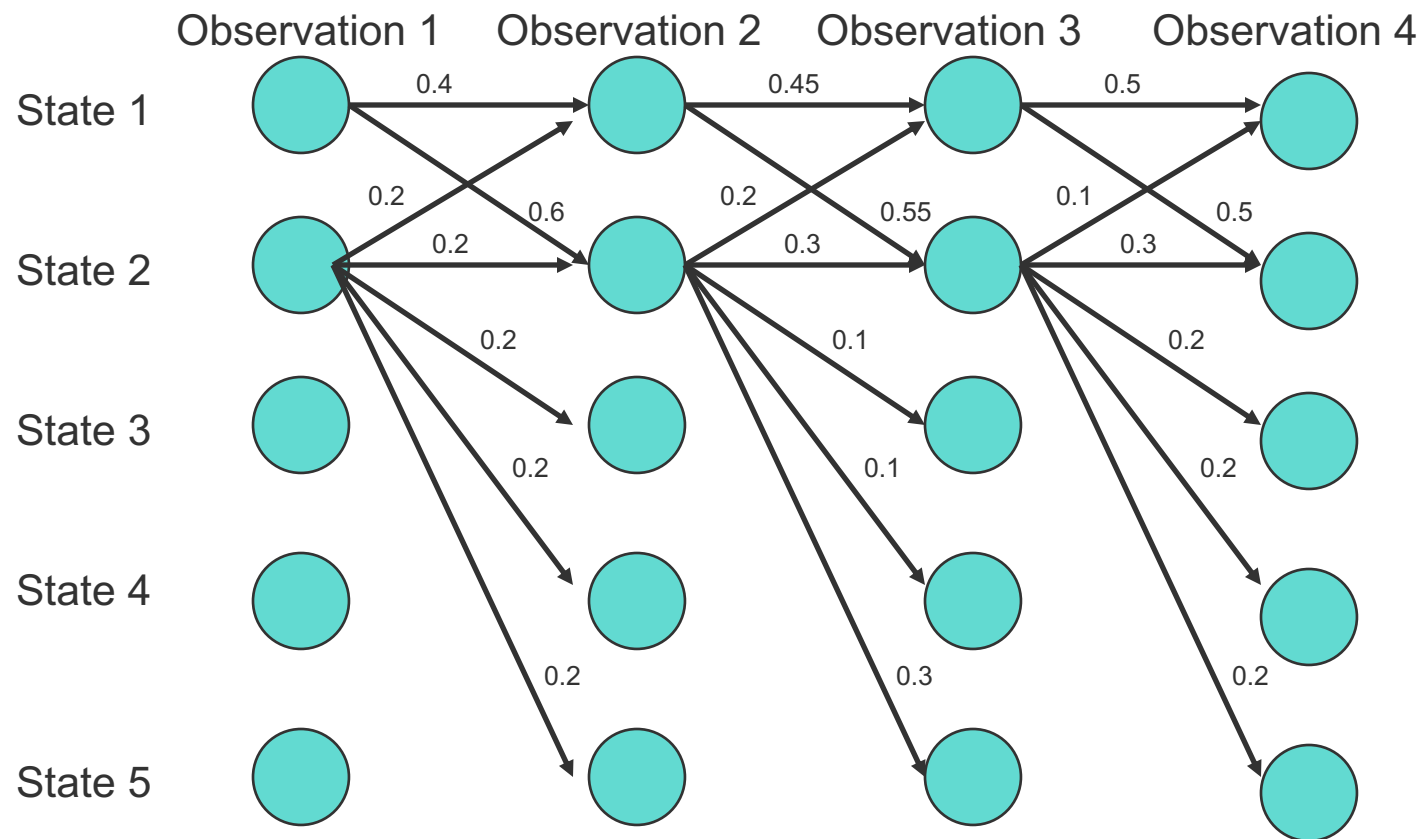 Observation 1 Observation 2 Observation 3 Observation 4
State 1
0.4 0.45 0.5
0.2 0.6 0.2 0.55 0.1 0.5
State 2
0.2 0.3 0.3
0.2 0.1 0.2
State 3
0.2 0.1 0.2
State 4
0.2 0.3 0.2
State 5